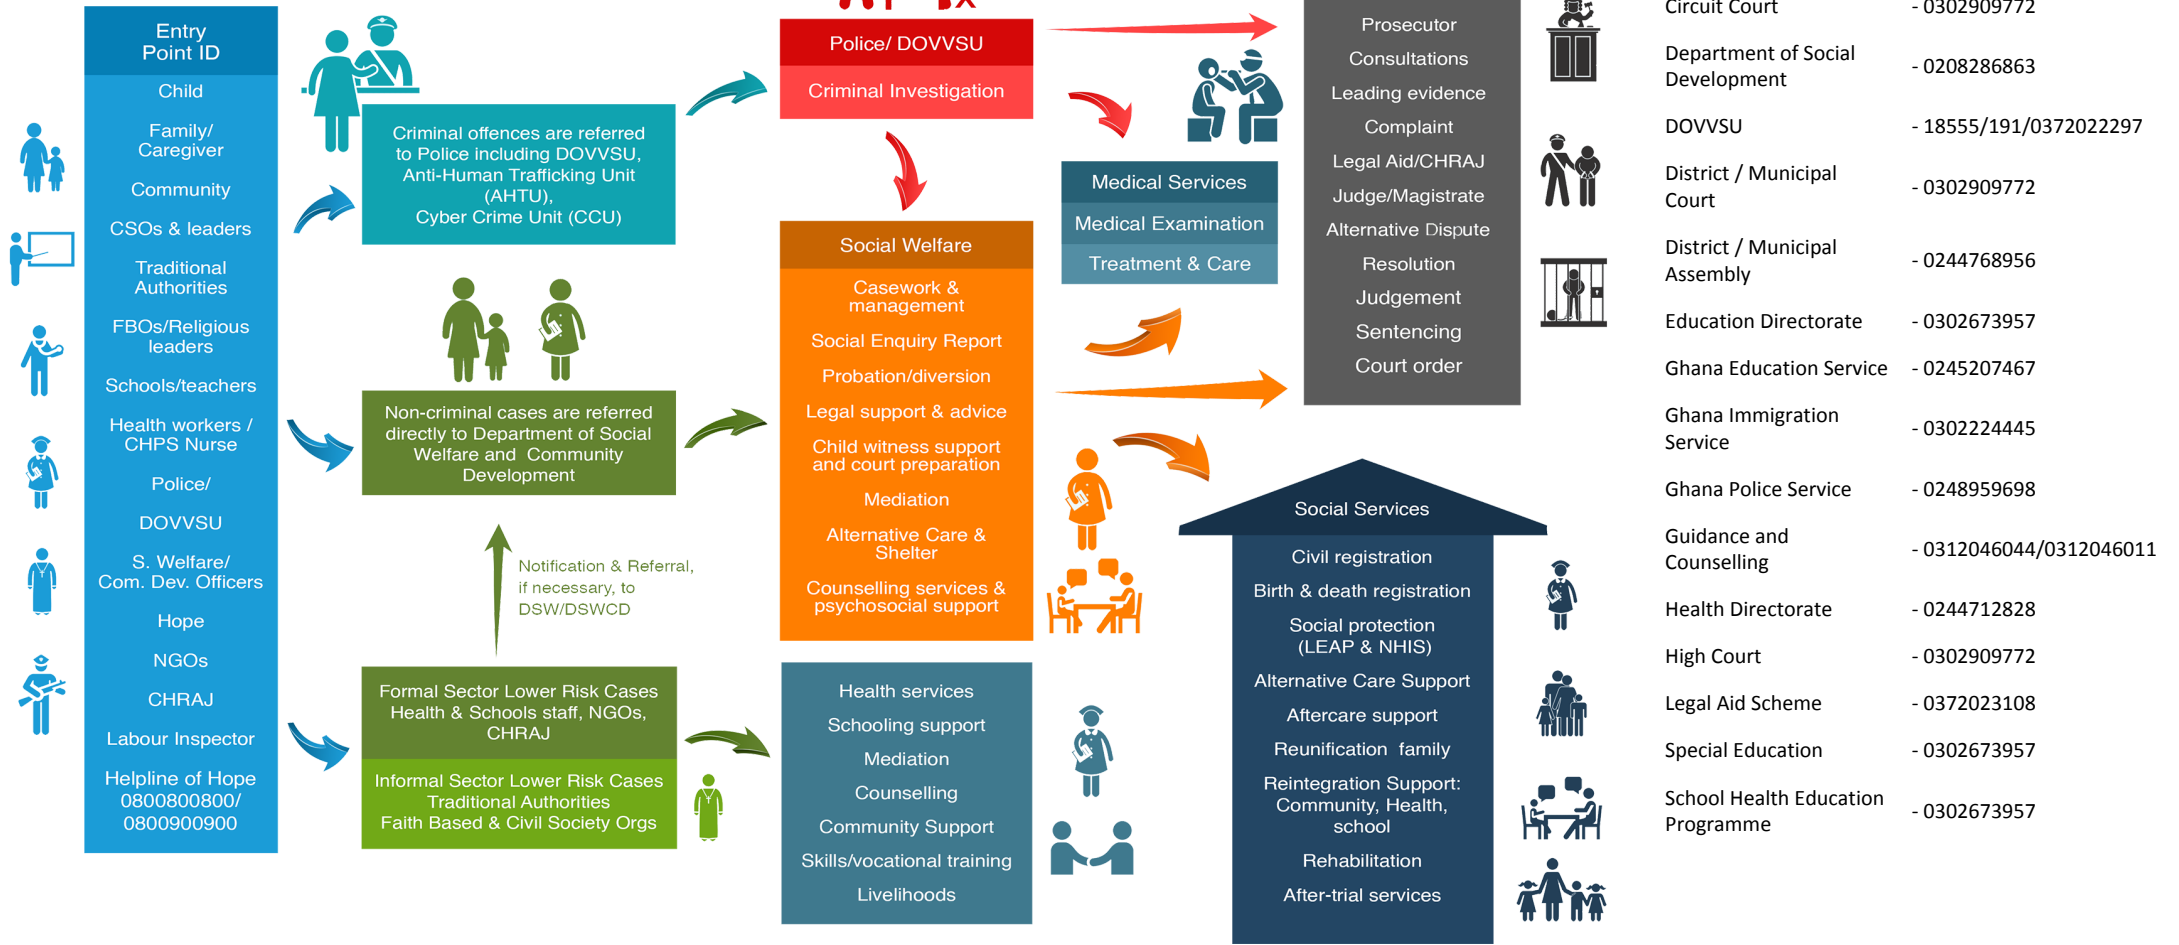 Entry
Point ID
Child
Family/
Caregiver
Community
CSOs & leaders
Traditional
Authorities
FBOs/Religious
leaders
Schools/teachers
Health workers /
CHPS Nurse
Police/
DOVVSU
S. Welfare/
Com. Dev. Officers
Hope
NGOs
CHRAJ
Labour Inspector
Helpline of Hope
0800800800/
0800900900
Criminal offences are referred
to Police including DOVVSU,
Anti-Human Trafficking Unit
(AHTU),
Cyber Crime Unit (CCU)
Non-criminal cases are referred
directly to Department of Social
Welfare and Community
Development
Notification & Referral,
if necessary, to
DSW/DSWCD
Formal Sector Lower Risk Cases
Health & Schools staff, NGOs,
CHRAJ
Informal Sector Lower Risk Cases
Traditional Authorities
Faith Based & Civil Society Orgs
Police/ DOVVSU
Criminal Investigation
Social Welfare
Casework &
management
Social Enquiry Report
Probation/diversion
Legal support & advice
Child witness support
and court preparation
Mediation
Alternative Care &
Shelter
Counselling services &
psychosocial support
Health services
Schooling support
Mediation
Counselling
Community Support
Skills/vocational training
Livelihoods
Medical Services
Medical Examination
Treatment & Care
Prosecutor
Consultations
Leading evidence
Complaint
Legal Aid/CHRAJ
Judge/Magistrate
Alternative Dispute
Resolution
Judgement
Sentencing
Court order
Social Services
Civil registration
Birth & death registration
Social protection
(LEAP & NHIS)
Alternative Care Support
Aftercare support
Reunification family
Reintegration Support:
Community, Health,
school
Rehabilitation
After-trial services
Circuit Court - 0302909772
Department of Social
Development - 0208286863
DOVVSU - 18555/191/0372022297
District / Municipal
Court - 0302909772
District / Municipal
Assembly - 0244768956
Education Directorate - 0302673957
Ghana Education Service - 0245207467
Ghana Immigration
Service - 0302224445
Ghana Police Service - 0248959698
Guidance and
Counselling - 0312046044/0312046011
Health Directorate - 0244712828
High Court - 0302909772
Legal Aid Scheme - 0372023108
Special Education - 0302673957
School Health Education
Programme - 0302673957